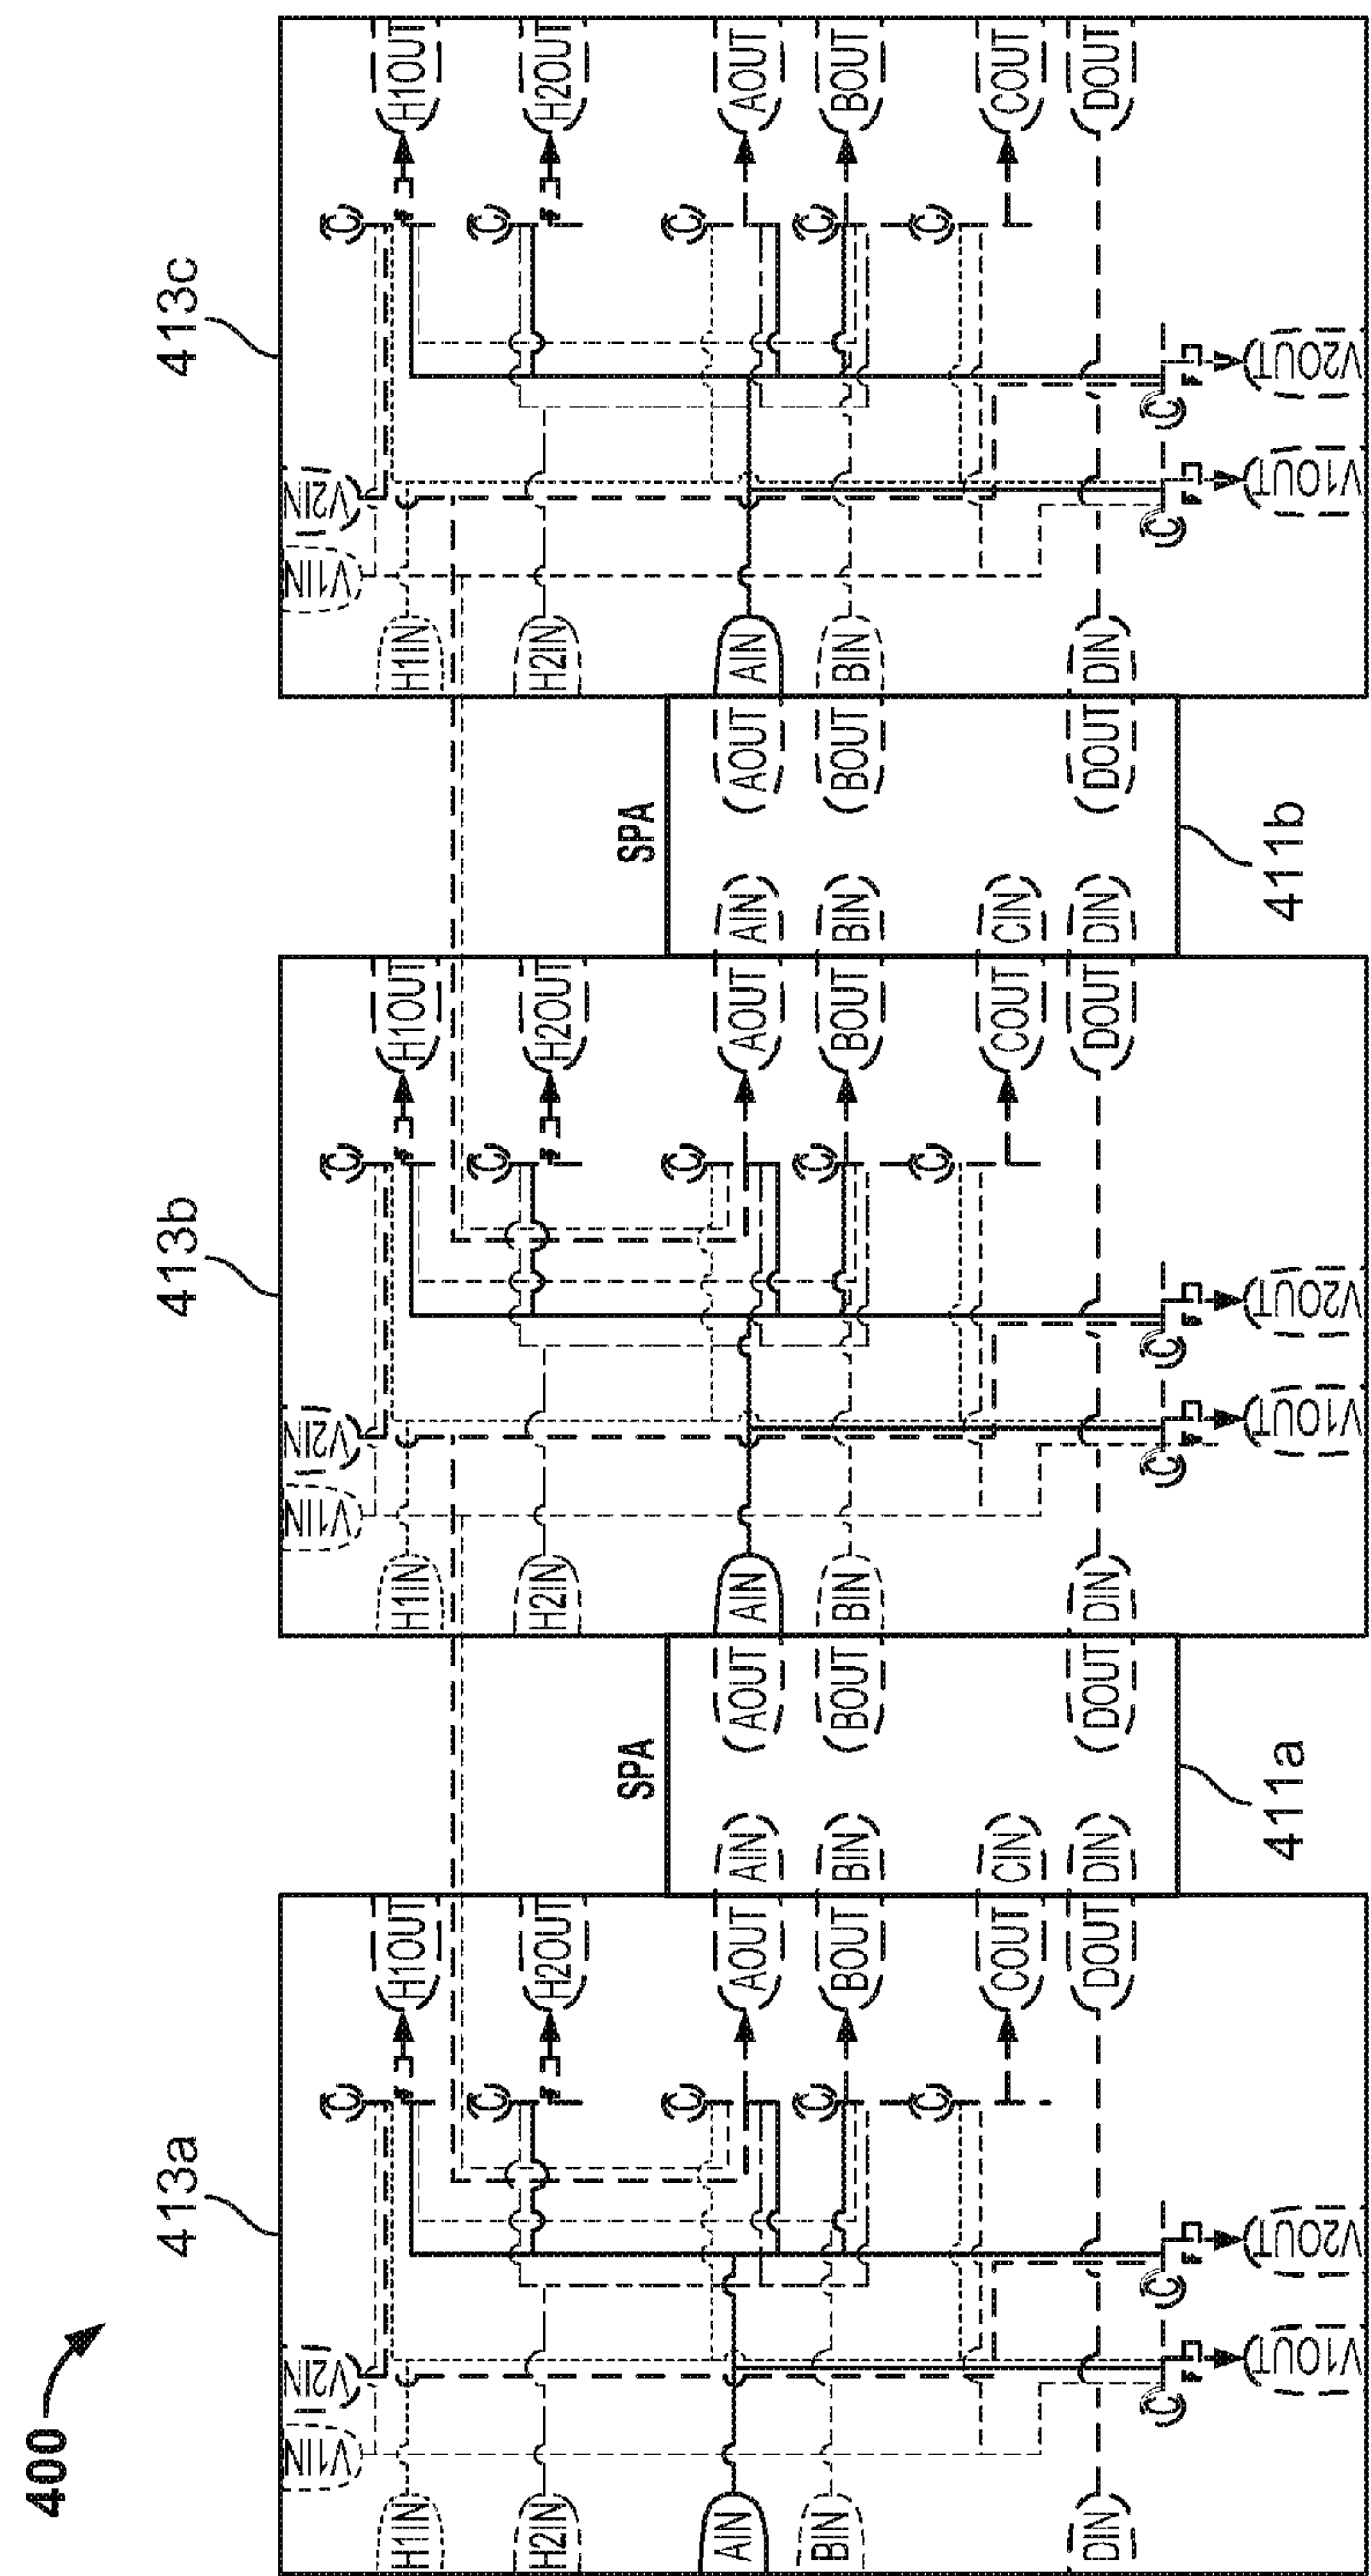 400
413a
V1IN
V2IN
H1IN
H2IN
AIN
BIN
DIN
C
C
C
C
C
C
C
F
F
F
F
H1OUT
H2OUT
AOUT
BOUT
COUT
DOUT
V1OUT
V2OUT
SPA
AIN
BIN
CIN
DIN
AOUT
BOUT
DOUT
411a
413b
V1IN
V2IN
H1IN
H2IN
AIN
BIN
DIN
C
C
C
C
C
C
C
F
F
F
F
H1OUT
H2OUT
AOUT
BOUT
COUT
DOUT
V1OUT
V2OUT
SPA
AIN
BIN
CIN
DIN
AOUT
BOUT
DOUT
411b
413c
V1IN
V2IN
H1IN
H2IN
AIN
BIN
DIN
C
C
C
C
C
C
C
F
F
F
F
H1OUT
H2OUT
AOUT
BOUT
COUT
DOUT
V1OUT
V2OUT